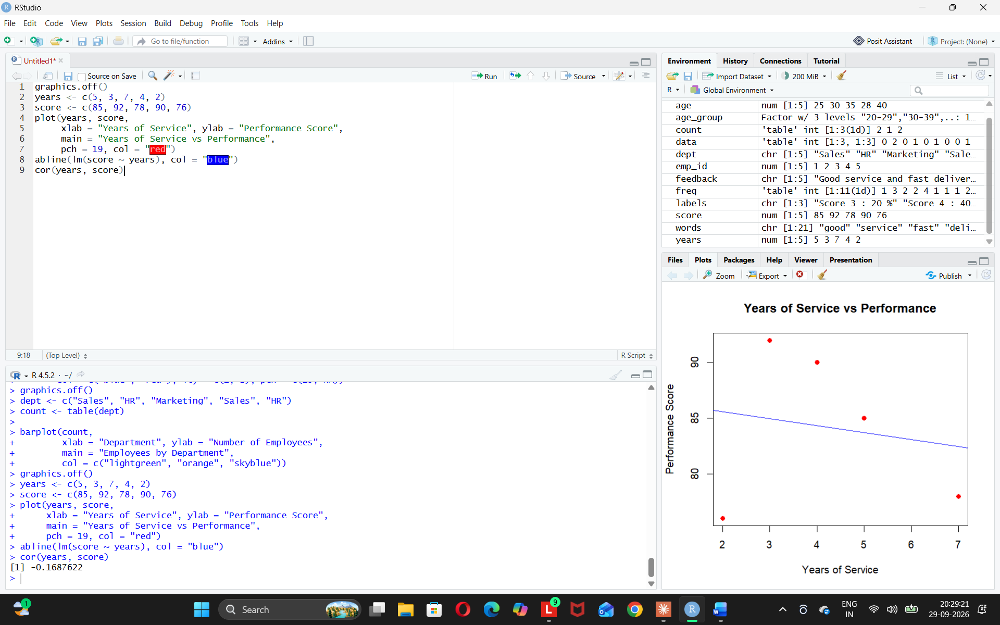 RStudio
File Edit Code View Plots Session Build Debug Profile Tools Help
Go to file/function Addins Posit Assistant Project: (None)
Untitled1*
Source on Save Run Source
1 graphics.off()
2 years <- c(5, 3, 7, 4, 2)
3 score <- c(85, 92, 78, 90, 76)
4 plot(years, score,
5 xlab = "Years of Service", ylab = "Performance Score",
6 main = "Years of Service vs Performance",
7 pch = 19, col = "red")
8 abline(lm(score ~ years), col = "blue")
9 cor(years, score)
9:18 (Top Level) R Script
R 4.5.2 · ~/
> graphics.off()
> dept <- c("Sales", "HR", "Marketing", "Sales", "HR")
> count <- table(dept)
>
> barplot(count,
+ xlab = "Department", ylab = "Number of Employees",
+ main = "Employees by Department",
+ col = c("lightgreen", "orange", "skyblue"))
> graphics.off()
> years <- c(5, 3, 7, 4, 2)
> score <- c(85, 92, 78, 90, 76)
> plot(years, score,
+ xlab = "Years of Service", ylab = "Performance Score",
+ main = "Years of Service vs Performance",
+ pch = 19, col = "red")
> abline(lm(score ~ years), col = "blue")
> cor(years, score)
[1] -0.1687622
>
Environment History Connections Tutorial
Import Dataset 200 MiB List
R Global Environment
age num [1:5] 25 30 35 28 40
age_group Factor w/ 3 levels "20-29","30-39",..: 1…
count 'table' int [1:3(1d)] 2 1 2
data 'table' int [1:3, 1:3] 0 2 0 1 0 1 0 0 1
dept chr [1:5] "Sales" "HR" "Marketing" "Sale…
emp_id num [1:5] 1 2 3 4 5
feedback chr [1:5] "Good service and fast deliver…
freq 'table' int [1:11(1d)] 1 3 2 2 4 1 1 1 2…
labels chr [1:3] "Score 3 : 20 %" "Score 4 : 40…
score num [1:5] 85 92 78 90 76
words chr [1:21] "good" "service" "fast" "deli…
years num [1:5] 5 3 7 4 2
Files Plots Packages Help Viewer Presentation
Zoom Export Publish
Years of Service vs Performance
Performance Score
90
85
80
2 3 4 5 6 7
Years of Service
1
Search
9
ENG
IN
20:29:21
29-09-2026